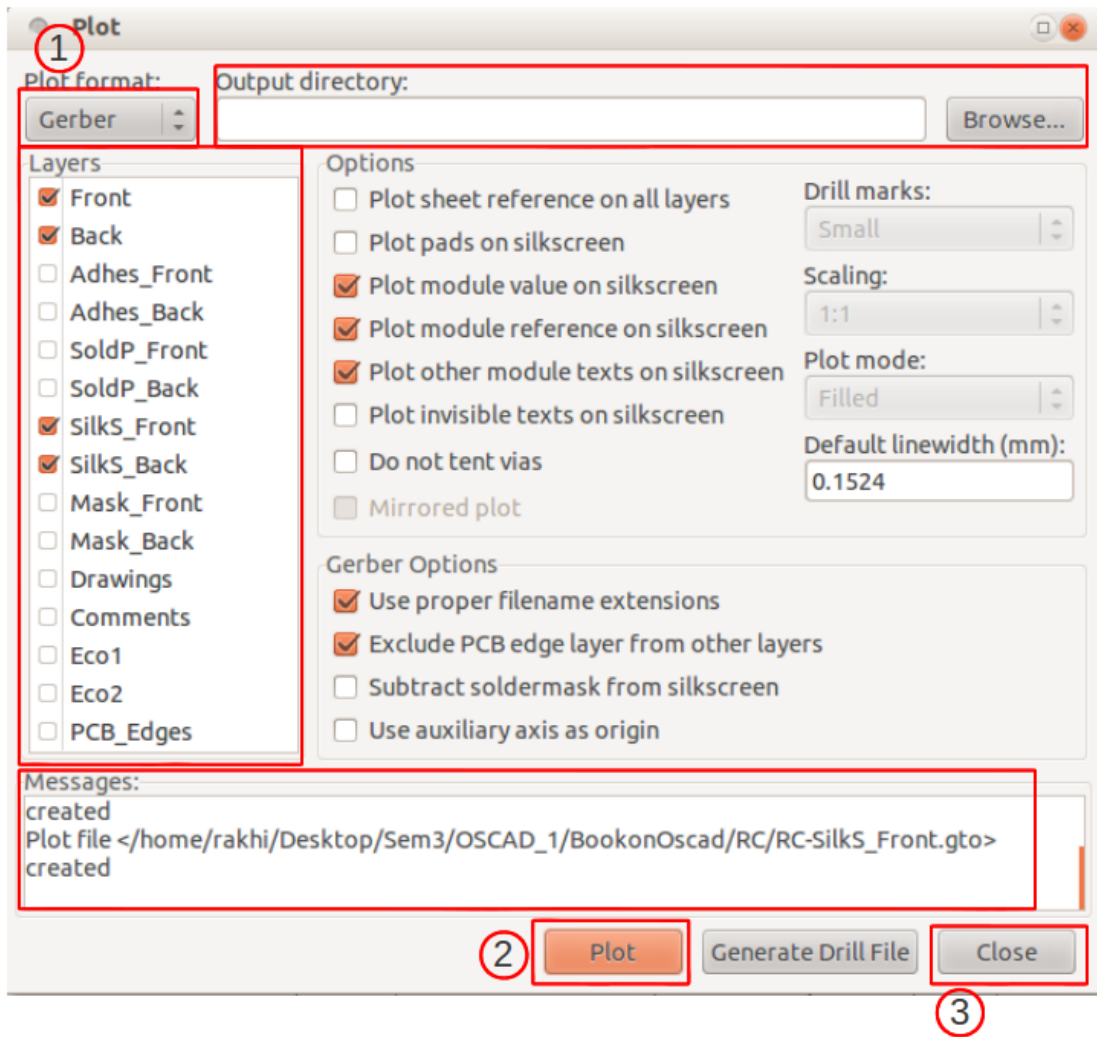 Plot
1
Plot format:
Output directory:
Gerber
Browse...
Layers
Front
Back
Adhes_Front
Adhes_Back
SoldP_Front
SoldP_Back
SilkS_Front
SilkS_Back
Mask_Front
Mask_Back
Drawings
Comments
Eco1
Eco2
PCB_Edges
Options
Plot sheet reference on all layers
Plot pads on silkscreen
Plot module value on silkscreen
Plot module reference on silkscreen
Plot other module texts on silkscreen
Plot invisible texts on silkscreen
Do not tent vias
Mirrored plot
Drill marks:
Small
Scaling:
1:1
Plot mode:
Filled
Default linewidth (mm):
0.1524
Gerber Options
Use proper filename extensions
Exclude PCB edge layer from other layers
Subtract soldermask from silkscreen
Use auxiliary axis as origin
Messages:
created
Plot file </home/rakhi/Desktop/Sem3/OSCAD_1/BookonOscad/RC/RC-SilkS_Front.gto>
created
2
Plot
Generate Drill File
Close
3